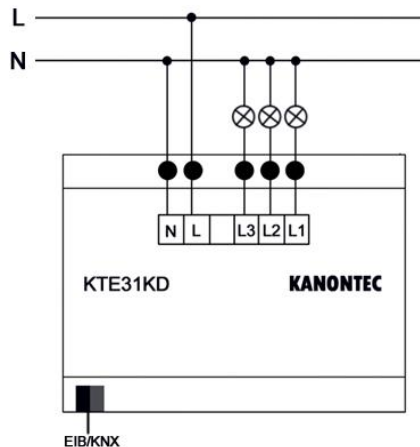 L
N
N L L3 L2 L1
KTE31KD KANONTEC
EIB/KNX